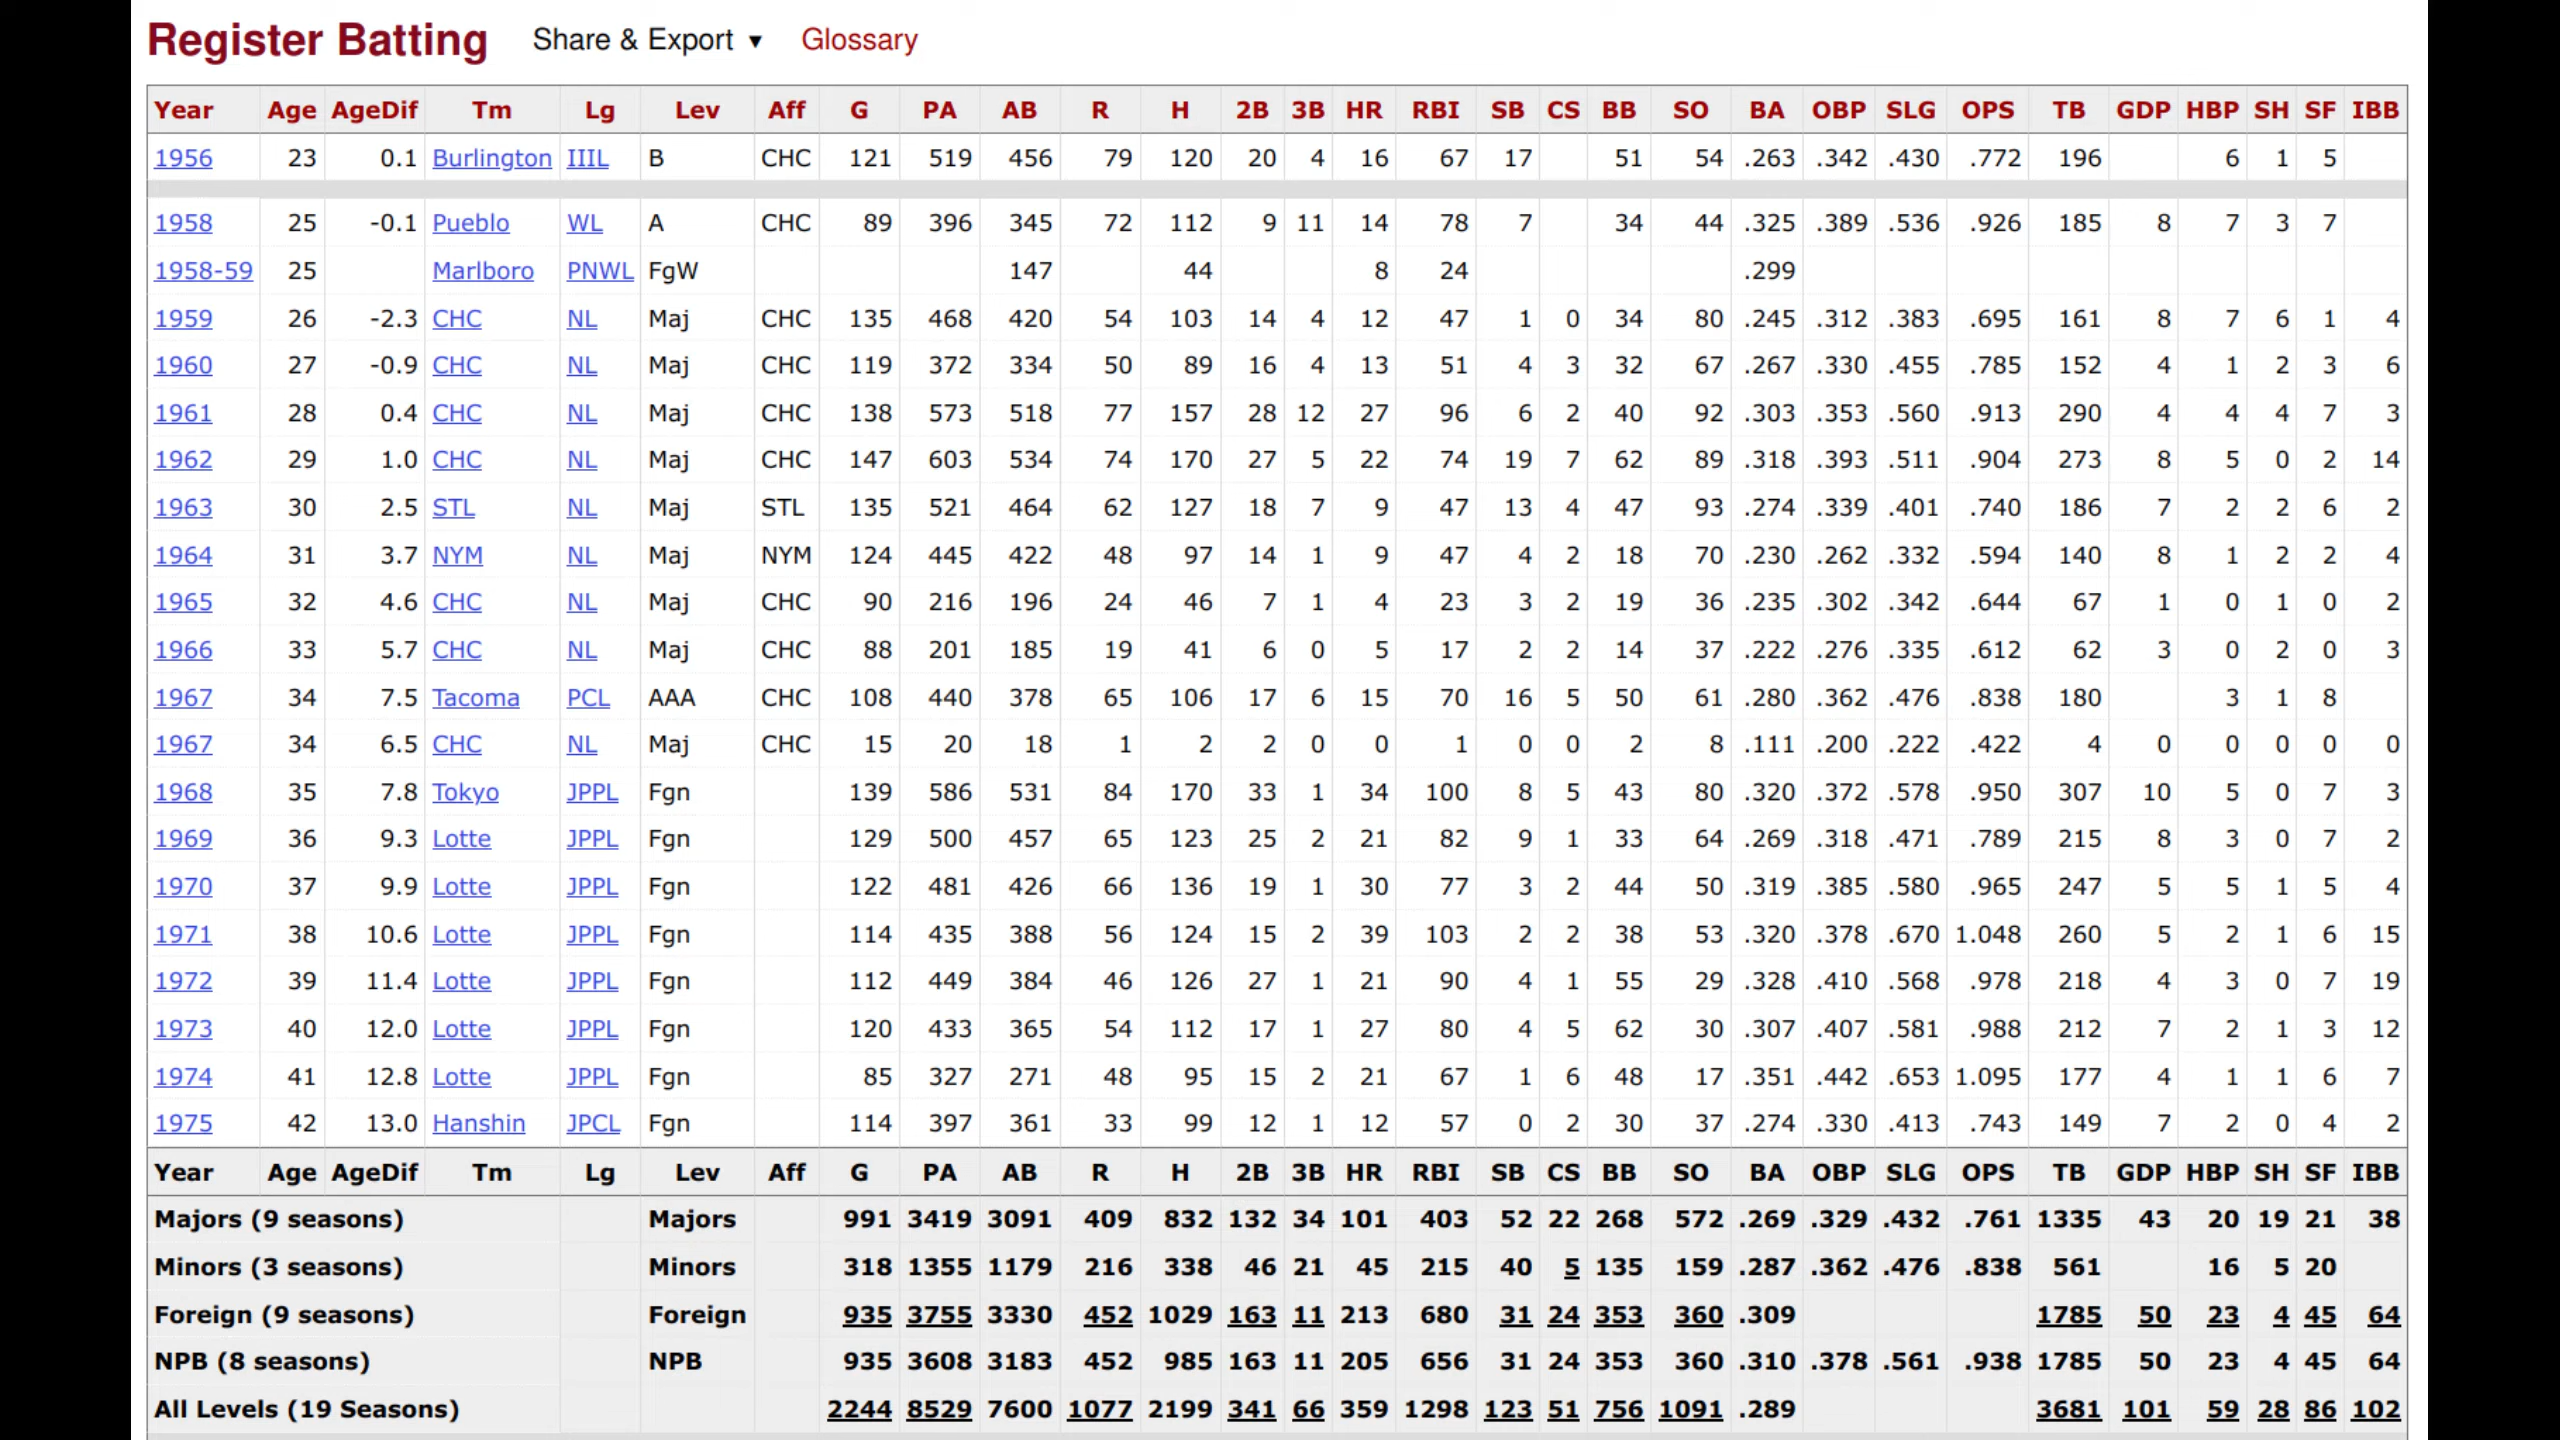 Register Batting Share & Export ▼ Glossary
Year Age AgeDif Tm Lg Lev Aff G PA AB R H 2B 3B HR RBI SB CS BB SO BA OBP SLG OPS TB GDP HBP SH SF IBB
1956 23 0.1 Burlington IIIL B CHC 121 519 456 79 120 20 4 16 67 17 51 54 .263 .342 .430 .772 196 6 1 5
1958 25 -0.1 Pueblo WL A CHC 89 396 345 72 112 9 11 14 78 7 34 44 .325 .389 .536 .926 185 8 7 3 7
1958-59 25 Marlboro PNWL FgW 147 44 8 24 .299
1959 26 -2.3 CHC NL Maj CHC 135 468 420 54 103 14 4 12 47 1 0 34 80 .245 .312 .383 .695 161 8 7 6 1 4
1960 27 -0.9 CHC NL Maj CHC 119 372 334 50 89 16 4 13 51 4 3 32 67 .267 .330 .455 .785 152 4 1 2 3 6
1961 28 0.4 CHC NL Maj CHC 138 573 518 77 157 28 12 27 96 6 2 40 92 .303 .353 .560 .913 290 4 4 4 7 3
1962 29 1.0 CHC NL Maj CHC 147 603 534 74 170 27 5 22 74 19 7 62 89 .318 .393 .511 .904 273 8 5 0 2 14
1963 30 2.5 STL NL Maj STL 135 521 464 62 127 18 7 9 47 13 4 47 93 .274 .339 .401 .740 186 7 2 2 6 2
1964 31 3.7 NYM NL Maj NYM 124 445 422 48 97 14 1 9 47 4 2 18 70 .230 .262 .332 .594 140 8 1 2 2 4
1965 32 4.6 CHC NL Maj CHC 90 216 196 24 46 7 1 4 23 3 2 19 36 .235 .302 .342 .644 67 1 0 1 0 2
1966 33 5.7 CHC NL Maj CHC 88 201 185 19 41 6 0 5 17 2 2 14 37 .222 .276 .335 .612 62 3 0 2 0 3
1967 34 7.5 Tacoma PCL AAA CHC 108 440 378 65 106 17 6 15 70 16 5 50 61 .280 .362 .476 .838 180 3 1 8
1967 34 6.5 CHC NL Maj CHC 15 20 18 1 2 2 0 0 1 0 0 2 8 .111 .200 .222 .422 4 0 0 0 0 0
1968 35 7.8 Tokyo JPPL Fgn 139 586 531 84 170 33 1 34 100 8 5 43 80 .320 .372 .578 .950 307 10 5 0 7 3
1969 36 9.3 Lotte JPPL Fgn 129 500 457 65 123 25 2 21 82 9 1 33 64 .269 .318 .471 .789 215 8 3 0 7 2
1970 37 9.9 Lotte JPPL Fgn 122 481 426 66 136 19 1 30 77 3 2 44 50 .319 .385 .580 .965 247 5 5 1 5 4
1971 38 10.6 Lotte JPPL Fgn 114 435 388 56 124 15 2 39 103 2 2 38 53 .320 .378 .670 1.048 260 5 2 1 6 15
1972 39 11.4 Lotte JPPL Fgn 112 449 384 46 126 27 1 21 90 4 1 55 29 .328 .410 .568 .978 218 4 3 0 7 19
1973 40 12.0 Lotte JPPL Fgn 120 433 365 54 112 17 1 27 80 4 5 62 30 .307 .407 .581 .988 212 7 2 1 3 12
1974 41 12.8 Lotte JPPL Fgn 85 327 271 48 95 15 2 21 67 1 6 48 17 .351 .442 .653 1.095 177 4 1 1 6 7
1975 42 13.0 Hanshin JPCL Fgn 114 397 361 33 99 12 1 12 57 0 2 30 37 .274 .330 .413 .743 149 7 2 0 4 2
Year Age AgeDif Tm Lg Lev Aff G PA AB R H 2B 3B HR RBI SB CS BB SO BA OBP SLG OPS TB GDP HBP SH SF IBB
Majors (9 seasons) Majors 991 3419 3091 409 832 132 34 101 403 52 22 268 572 .269 .329 .432 .761 1335 43 20 19 21 38
Minors (3 seasons) Minors 318 1355 1179 216 338 46 21 45 215 40 5 135 159 .287 .362 .476 .838 561 16 5 20
Foreign (9 seasons) Foreign 935 3755 3330 452 1029 163 11 213 680 31 24 353 360 .309 1785 50 23 4 45 64
NPB (8 seasons) NPB 935 3608 3183 452 985 163 11 205 656 31 24 353 360 .310 .378 .561 .938 1785 50 23 4 45 64
All Levels (19 Seasons) 2244 8529 7600 1077 2199 341 66 359 1298 123 51 756 1091 .289 3681 101 59 28 86 102